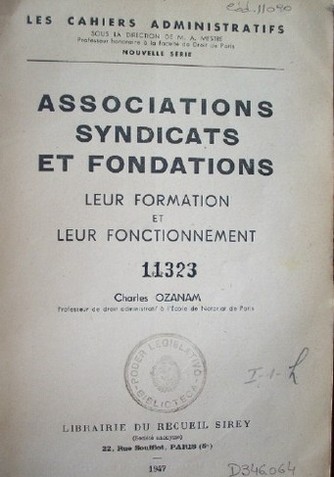 Cód. 11090
LES CAHIERS ADMINISTRATIFS
SOUS LA DIRECTION DE M. A. MESTRE
Professeur honoraire à la Faculté de Droit de Paris
NOUVELLE SÉRIE
ASSOCIATIONS
SYNDICATS
ET FONDATIONS
LEUR FORMATION
ET
LEUR FONCTIONNEMENT
11323
Charles OZANAM
Professeur de droit administratif à l'École de Notariat de Paris
PODER LEGISLATIVO
BIBLIOTECA
I-1-h
LIBRAIRIE DU RECUEIL SIREY
(Société anonyme)
22, Rue Soufflot, PARIS (5e)
1947
D346064